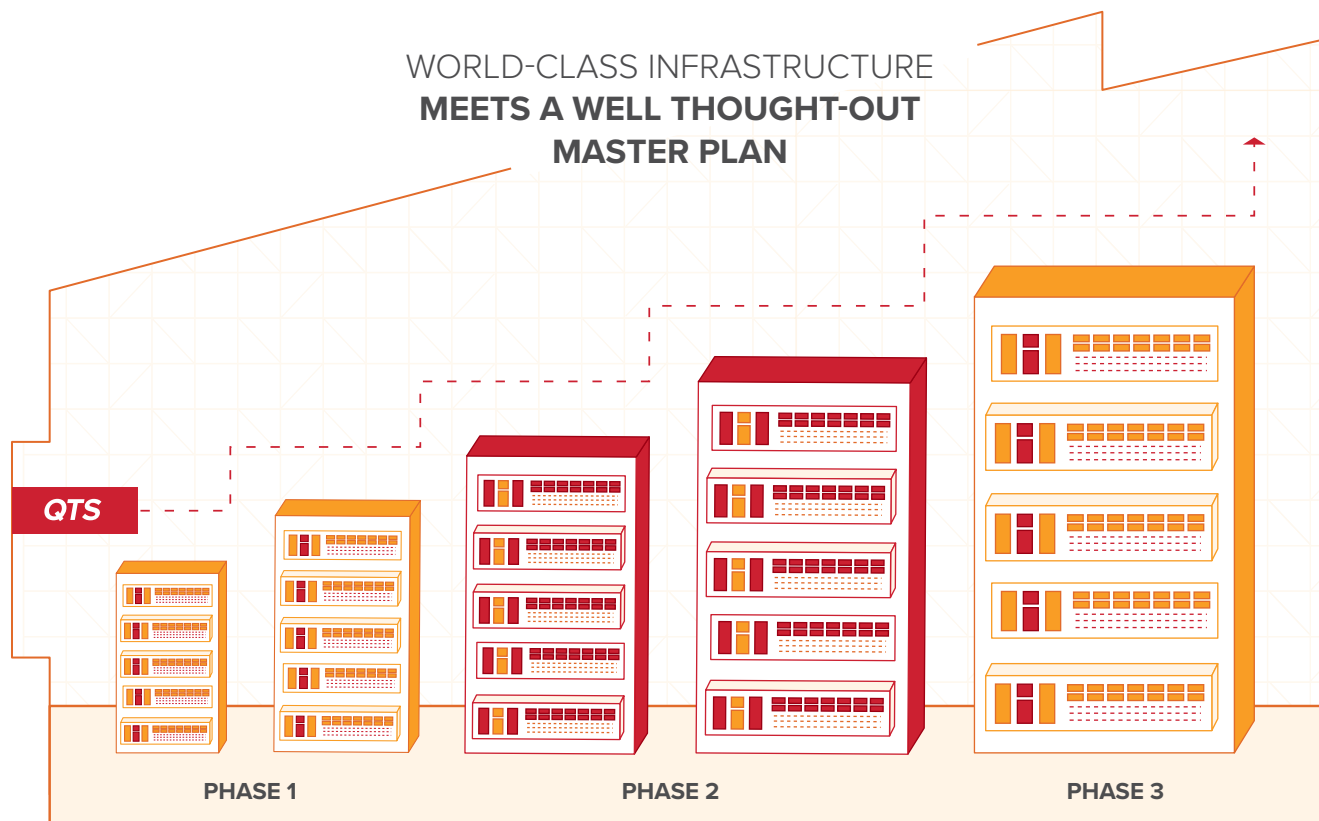 WORLD-CLASS INFRASTRUCTURE
MEETS A WELL THOUGHT-OUT
MASTER PLAN
QTS
PHASE 1
PHASE 2
PHASE 3